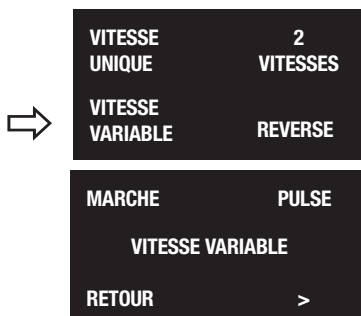 VITESSE 2
UNIQUE VITESSES
VITESSE
VARIABLE REVERSE
MARCHE PULSE
VITESSE VARIABLE
RETOUR >